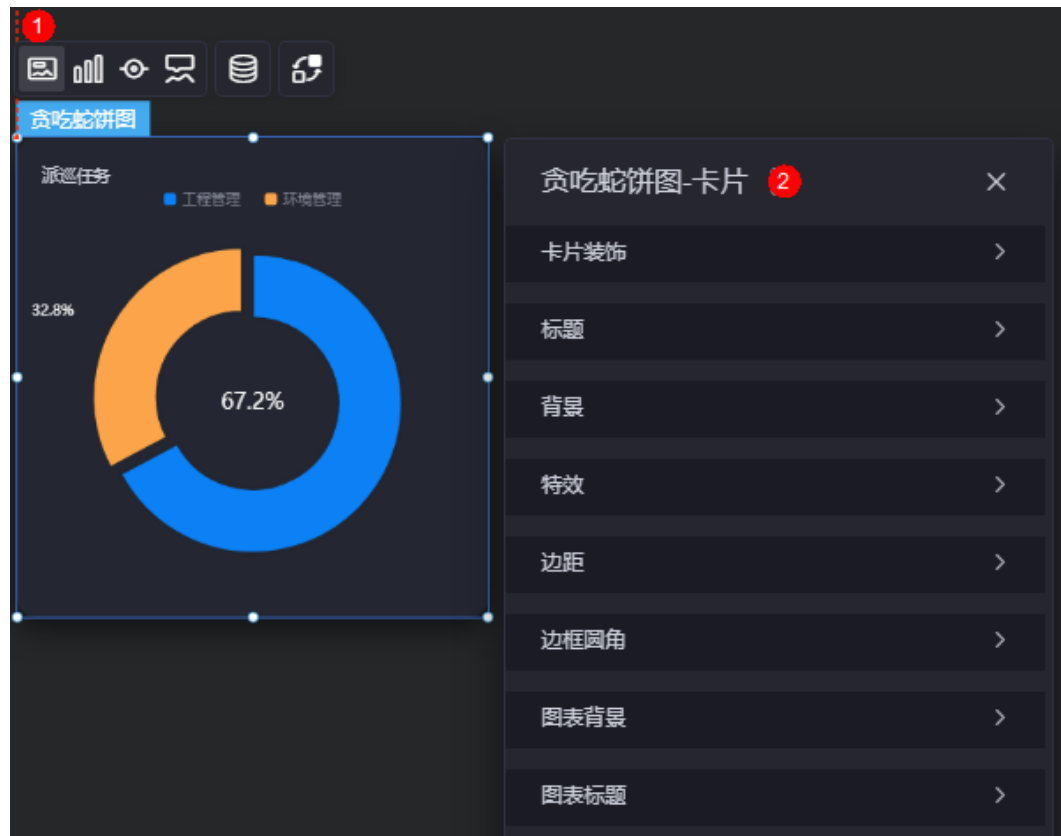 1
贪吃蛇饼图
派巡任务
工程管理 环境管理
32.8%
67.2%
贪吃蛇饼图-卡片 2
卡片装饰
标题
背景
特效
边距
边框圆角
图表背景
图表标题